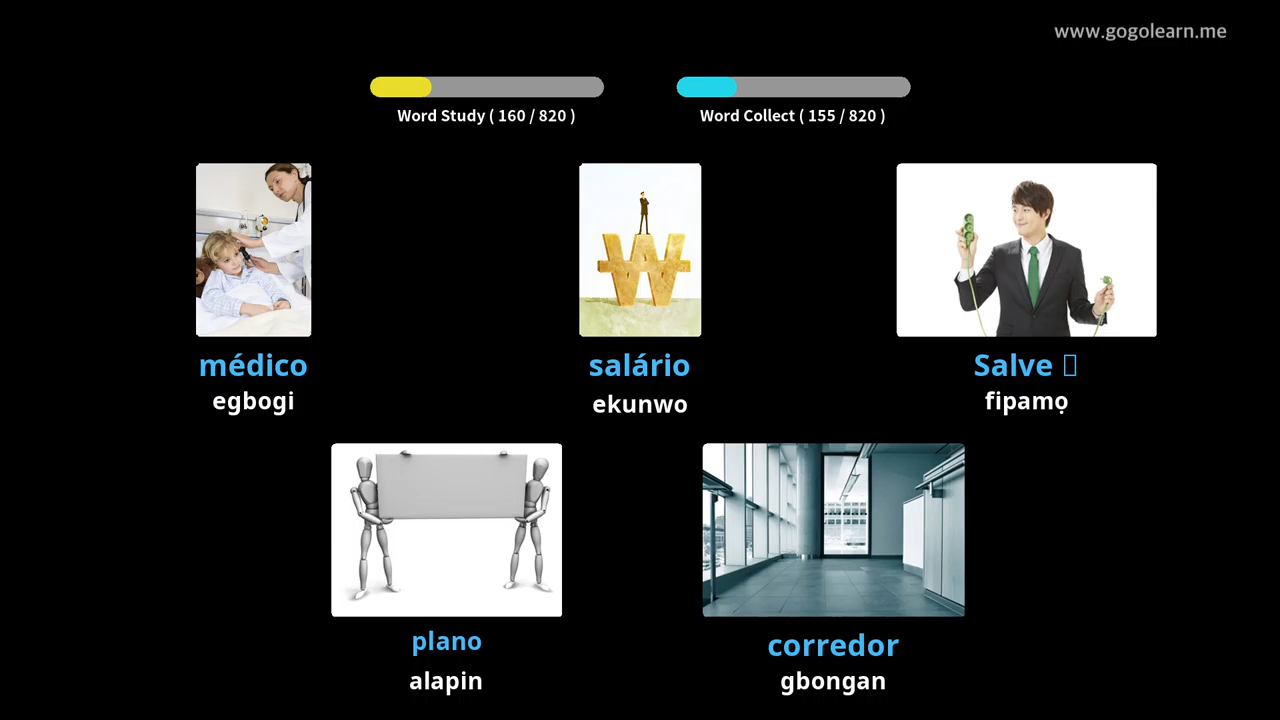 www.gogolearn.me
Word Study ( 160 / 820 )
Word Collect ( 155 / 820 )
médico
egbogi
salário
ekunwo
Salve
fipamọ
plano
alapin
corredor
gbongan